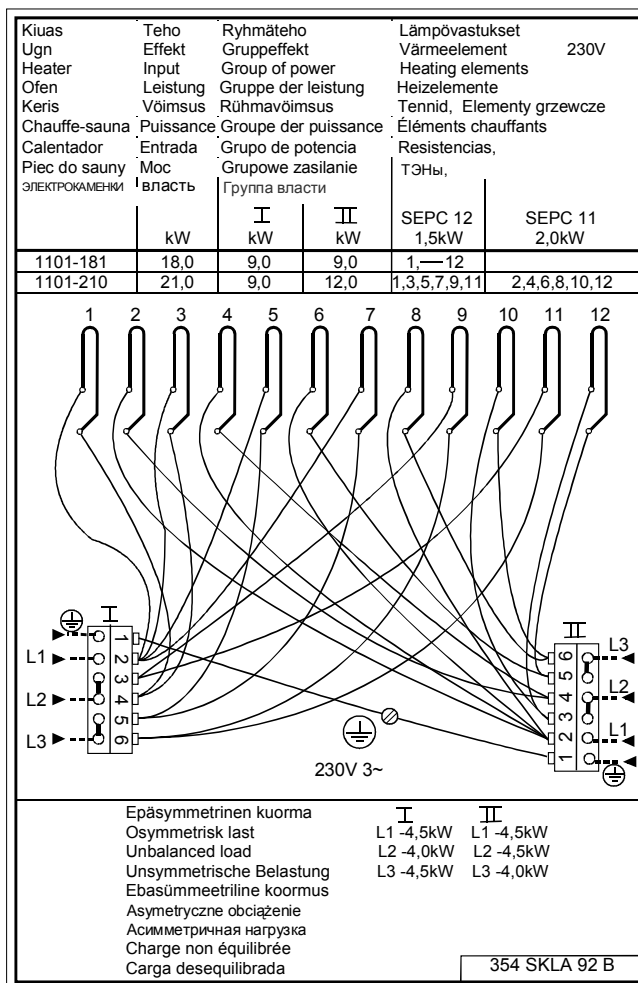 Kiuas Teho Ryhmäteho Lämpövastukset
Ugn Effekt Gruppeffekt Värmeelement 230V
Heater Input Group of power Heating elements
Ofen Leistung Gruppe der leistung Heizelemente
Keris Vöimsus Rühmavöimsus Tennid, Elementy grzewcze
Chauffe-sauna Puissance Groupe der puissance Éléments chauffants
Calentador Entrada Grupo de potencia Resistencias,
Piec do sauny Moc Grupowe zasilanie ТЭНы,
ЭЛЕКТРОКАМЕНКИ власть Группа власти
I II SEPC 12 SEPC 11
kW kW kW 1,5kW 2,0kW
1101-181 18,0 9,0 9,0 1,—12
1101-210 21,0 9,0 12,0 1,3,5,7,9,11 2,4,6,8,10,12
1 2 3 4 5 6 7 8 9 10 11 12
I II
L1 L2 L3
1 2 3 4 5 6
6 5 4 3 2 1
L3 L2 L1
230V 3~
Epäsymmetrinen kuorma I II
Osymmetrisk last L1 -4,5kW L1 -4,5kW
Unbalanced load L2 -4,0kW L2 -4,5kW
Unsymmetrische Belastung L3 -4,5kW L3 -4,0kW
Ebasümmeetriline koormus
Asymetryczne obciążenie
Асимметричная нагрузка
Charge non équilibrée
Carga desequilibrada
354 SKLA 92 B